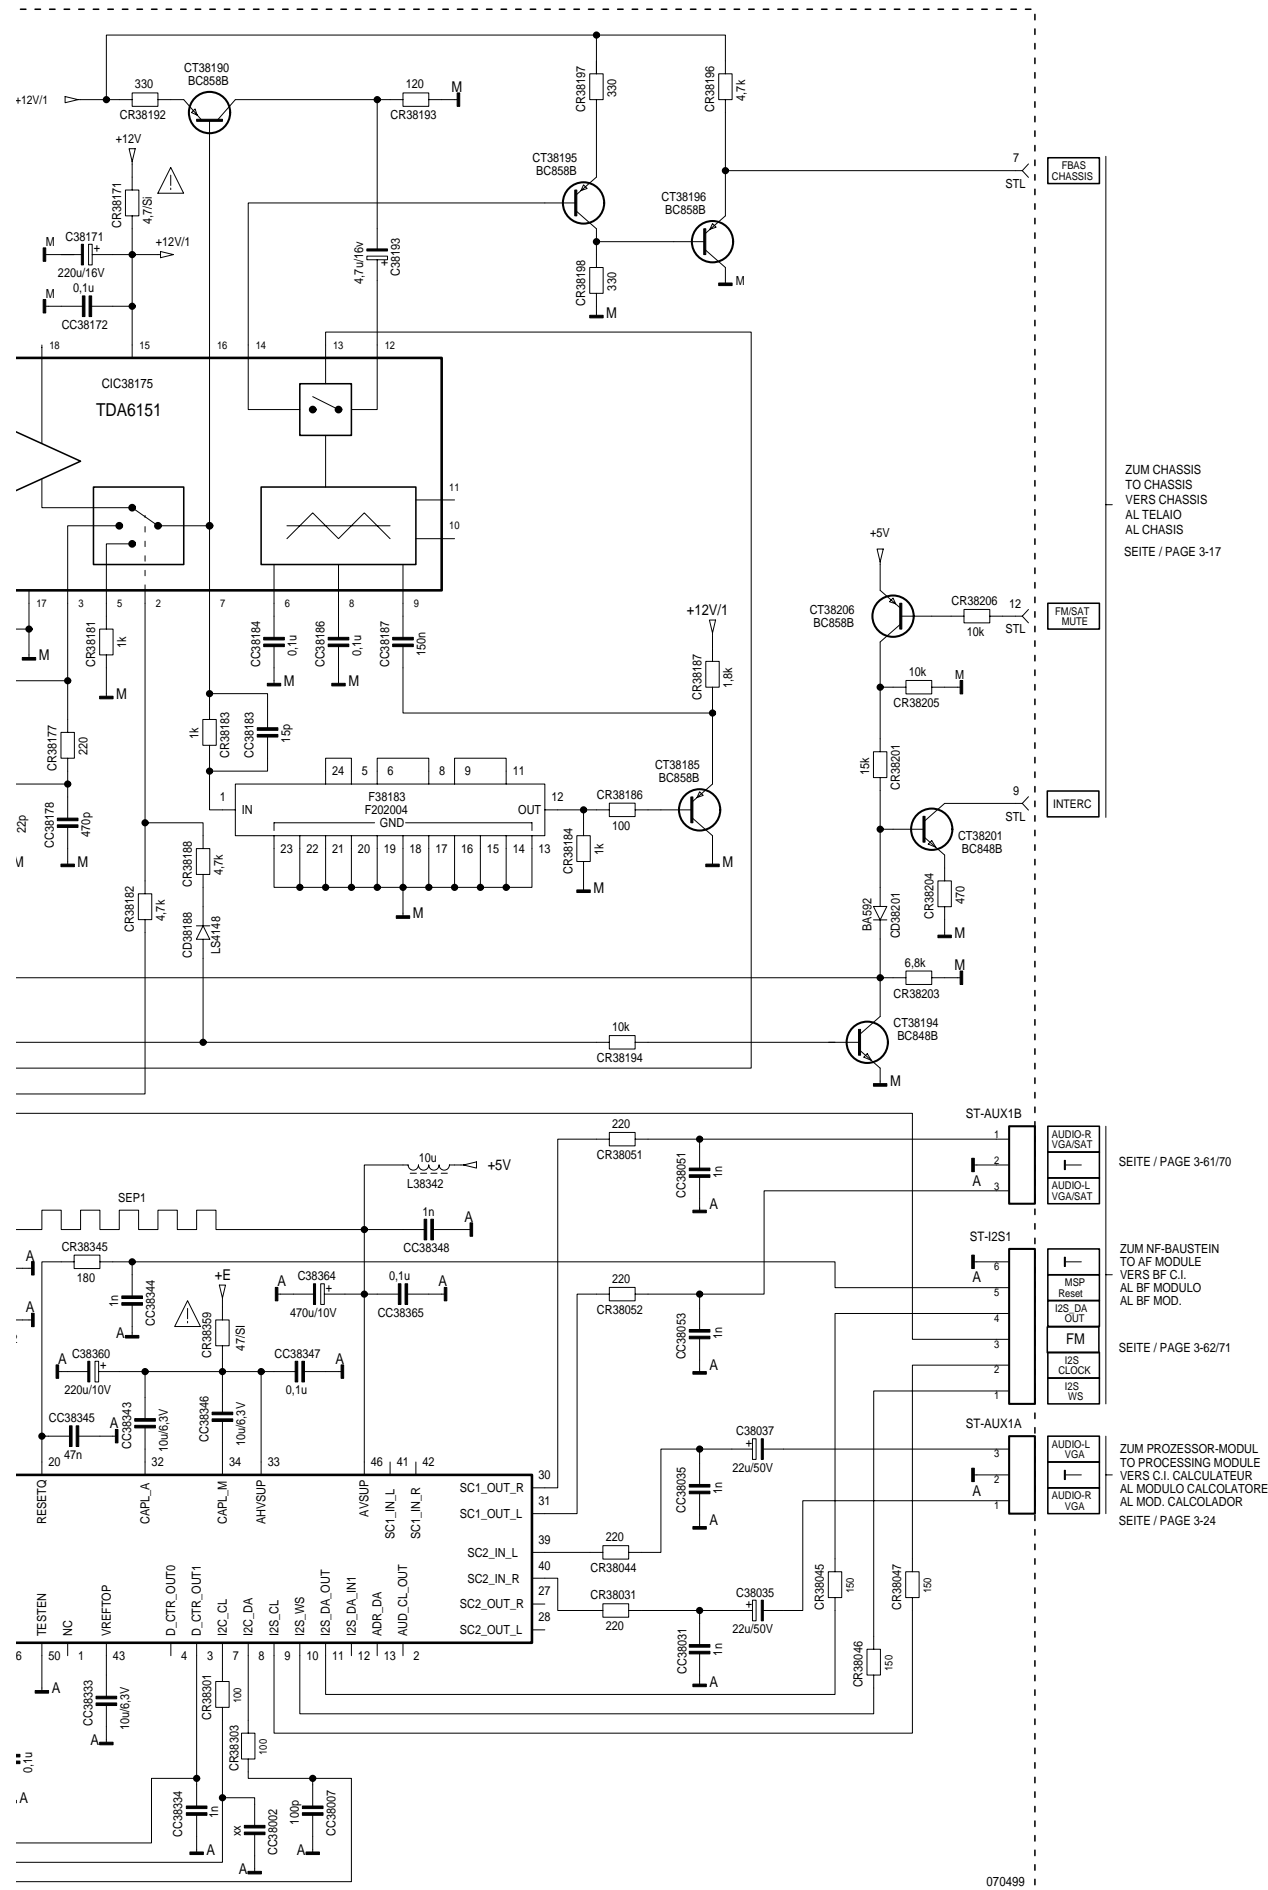 CT38190
BC858B
330
CR38192
120
CR38193
M
+12V/1
+12V
CR38171
4,7/SI
M
C38171
+
220u/16V
+12V/1
M
0,1u
CC38172
4,7u/16v
+
C38193
CR38197
330
CR38196
4,7k
CT38195
BC858B
CT38196
BC858B
CR38198
330
M
M
7
STL
FBAS
CHASSIS
18
15
16
14
13
12
CIC38175
TDA6151
11
10
17
3
5
2
7
6
8
9
M
CR38181
1k
M
CC38184
0,1u
M
CC38186
0,1u
M
CC38187
150n
+12V/1
CR38187
1,8k
ZUM CHASSIS
TO CHASSIS
VERS CHASSIS
AL TELAIO
AL CHASIS
SEITE / PAGE 3-17
+5V
CT38206
BC858B
CR38206
10k
12
STL
FM/SAT
MUTE
10k
CR38205
M
CR38177
220
1k
CR38183
CC38183
15p
15k
CR38201
22p
M
CC38178
470p
M
24
5
6
8
9
11
1
IN
F38183
F202004
GND
OUT
12
23
22
21
20
19
18
17
16
15
14
13
M
CR38186
100
CR38184
1k
M
CT38185
BC858B
M
9
STL
INTERC
CT38201
BC848B
CR38204
470
M
CR38182
4,7k
CR38188
4,7k
CD38188
LS4148
BA592
CD38201
6,8k
CR38203
M
10k
CR38194
CT38194
BC848B
M
ST-AUX1B
220
CR38051
CC38051
1n
A
1
2
3
A
AUDIO-R
VGA/SAT
AUDIO-L
VGA/SAT
SEITE / PAGE 3-61/70
10u
L38342
+5V
SEP1
1n
CC38348
A
A
CR38345
180
1n
CC38344
A
+E
CR38359
47/SI
A
C38364
+
470u/10V
0,1u
CC38365
A
A
220
CR38052
CC38053
1n
A
ST-I2S1
6
5
4
3
2
1
A
MSP
Reset
I2S_DA
OUT
FM
I2S
CLOCK
I2S
WS
ZUM NF-BAUSTEIN
TO AF MODULE
VERS BF C.I.
AL BF MODULO
AL BF MOD.
SEITE / PAGE 3-62/71
A
C38360
+
220u/10V
CC38347
0,1u
A
CC38345
47n
A
CC38343
10u/6,3V
CC38346
10u/6,3V
20
32
34
33
46
41
42
RESETQ
CAPL_A
CAPL_M
AHVSUP
AVSUP
SC1_IN_L
SC1_IN_R
SC1_OUT_R
30
SC1_OUT_L
31
SC2_IN_L
39
SC2_IN_R
40
SC2_OUT_R
27
SC2_OUT_L
28
220
CR38044
CC38035
1n
A
C38037
+
22u/50V
CR38031
220
CC38031
1n
A
C38035
+
22u/50V
CR38045
150
CR38047
150
CR38046
150
ST-AUX1A
3
2
1
A
AUDIO-L
VGA
AUDIO-R
VGA
ZUM PROZESSOR-MODUL
TO PROCESSING MODULE
VERS C.I. CALCULATEUR
AL MODULO CALCOLATORE
AL MOD. CALCOLADOR
SEITE / PAGE 3-24
TESTEN
NC
VREFTOP
D_CTR_OUT0
D_CTR_OUT1
I2C_CL
I2C_DA
I2S_CL
I2S_WS
I2S_DA_OUT
I2S_DA_IN1
ADR_DA
AUD_CL_OUT
6
50
1
43
4
3
7
8
9
10
11
12
13
2
A
CC38333
10u/6,3V
A
CR38301
100
CR38303
100
0,1u
A
CC38334
1n
A
xx
CC38002
A
100p
CC38007
A
070499